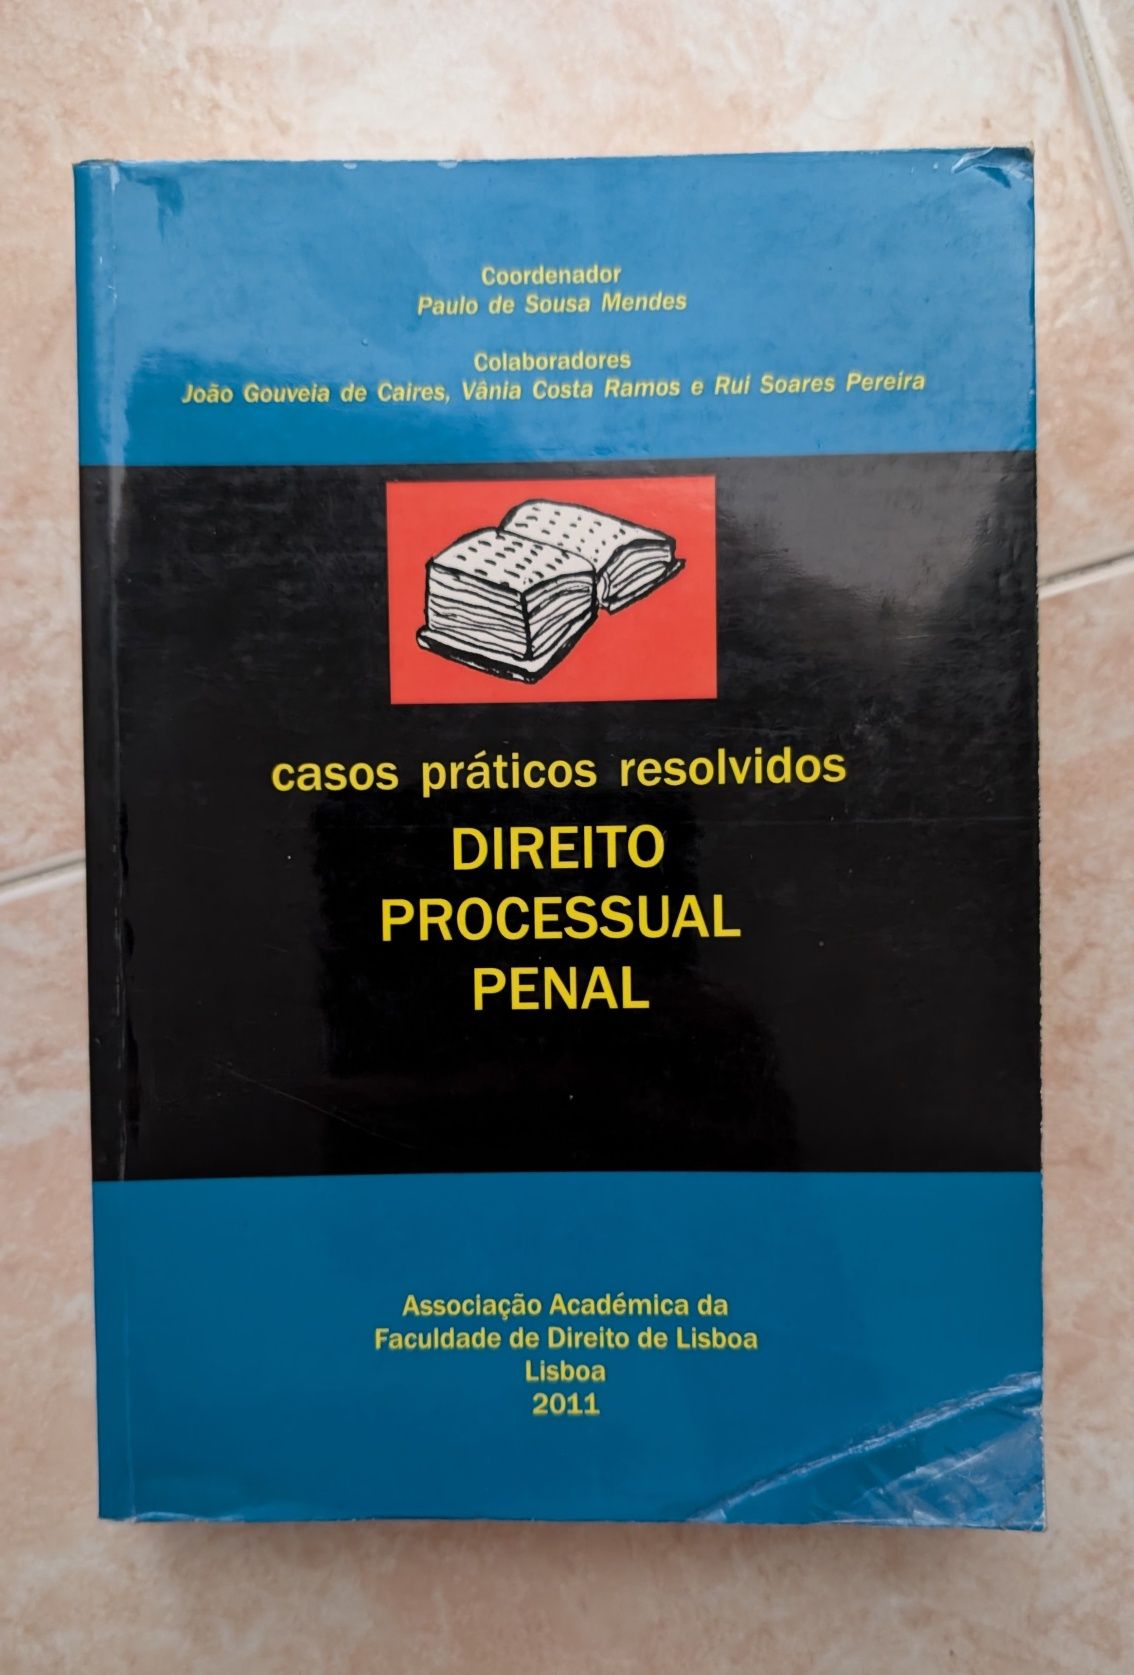 Coordenador
Paulo de Sousa Mendes
Colaboradores
João Gouveia de Caires, Vânia Costa Ramos e Rui Soares Pereira
casos práticos resolvidos
DIREITO
PROCESSUAL
PENAL
Associação Académica da
Faculdade de Direito de Lisboa
Lisboa
2011